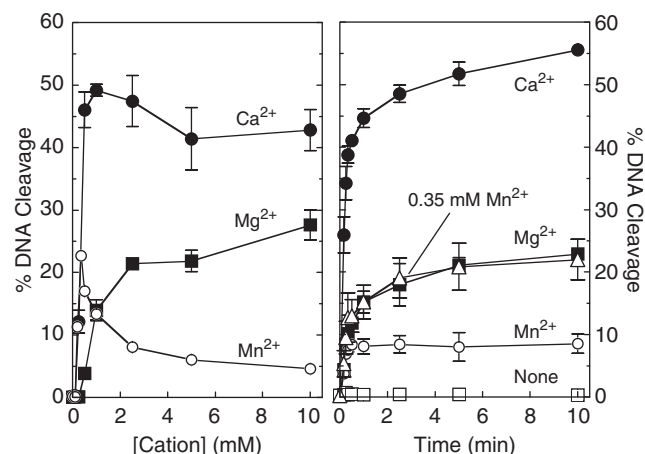 60
50
40
30
20
10
0
% DNA Cleavage
Ca²⁺
Mg²⁺
Mn²⁺
0 2 4 6 8 10
[Cation] (mM)
Ca²⁺
0.35 mM Mn²⁺
Mg²⁺
Mn²⁺
None
0 2 4 6 8 10
Time (min)
60
50
40
30
20
10
0
% DNA Cleavage